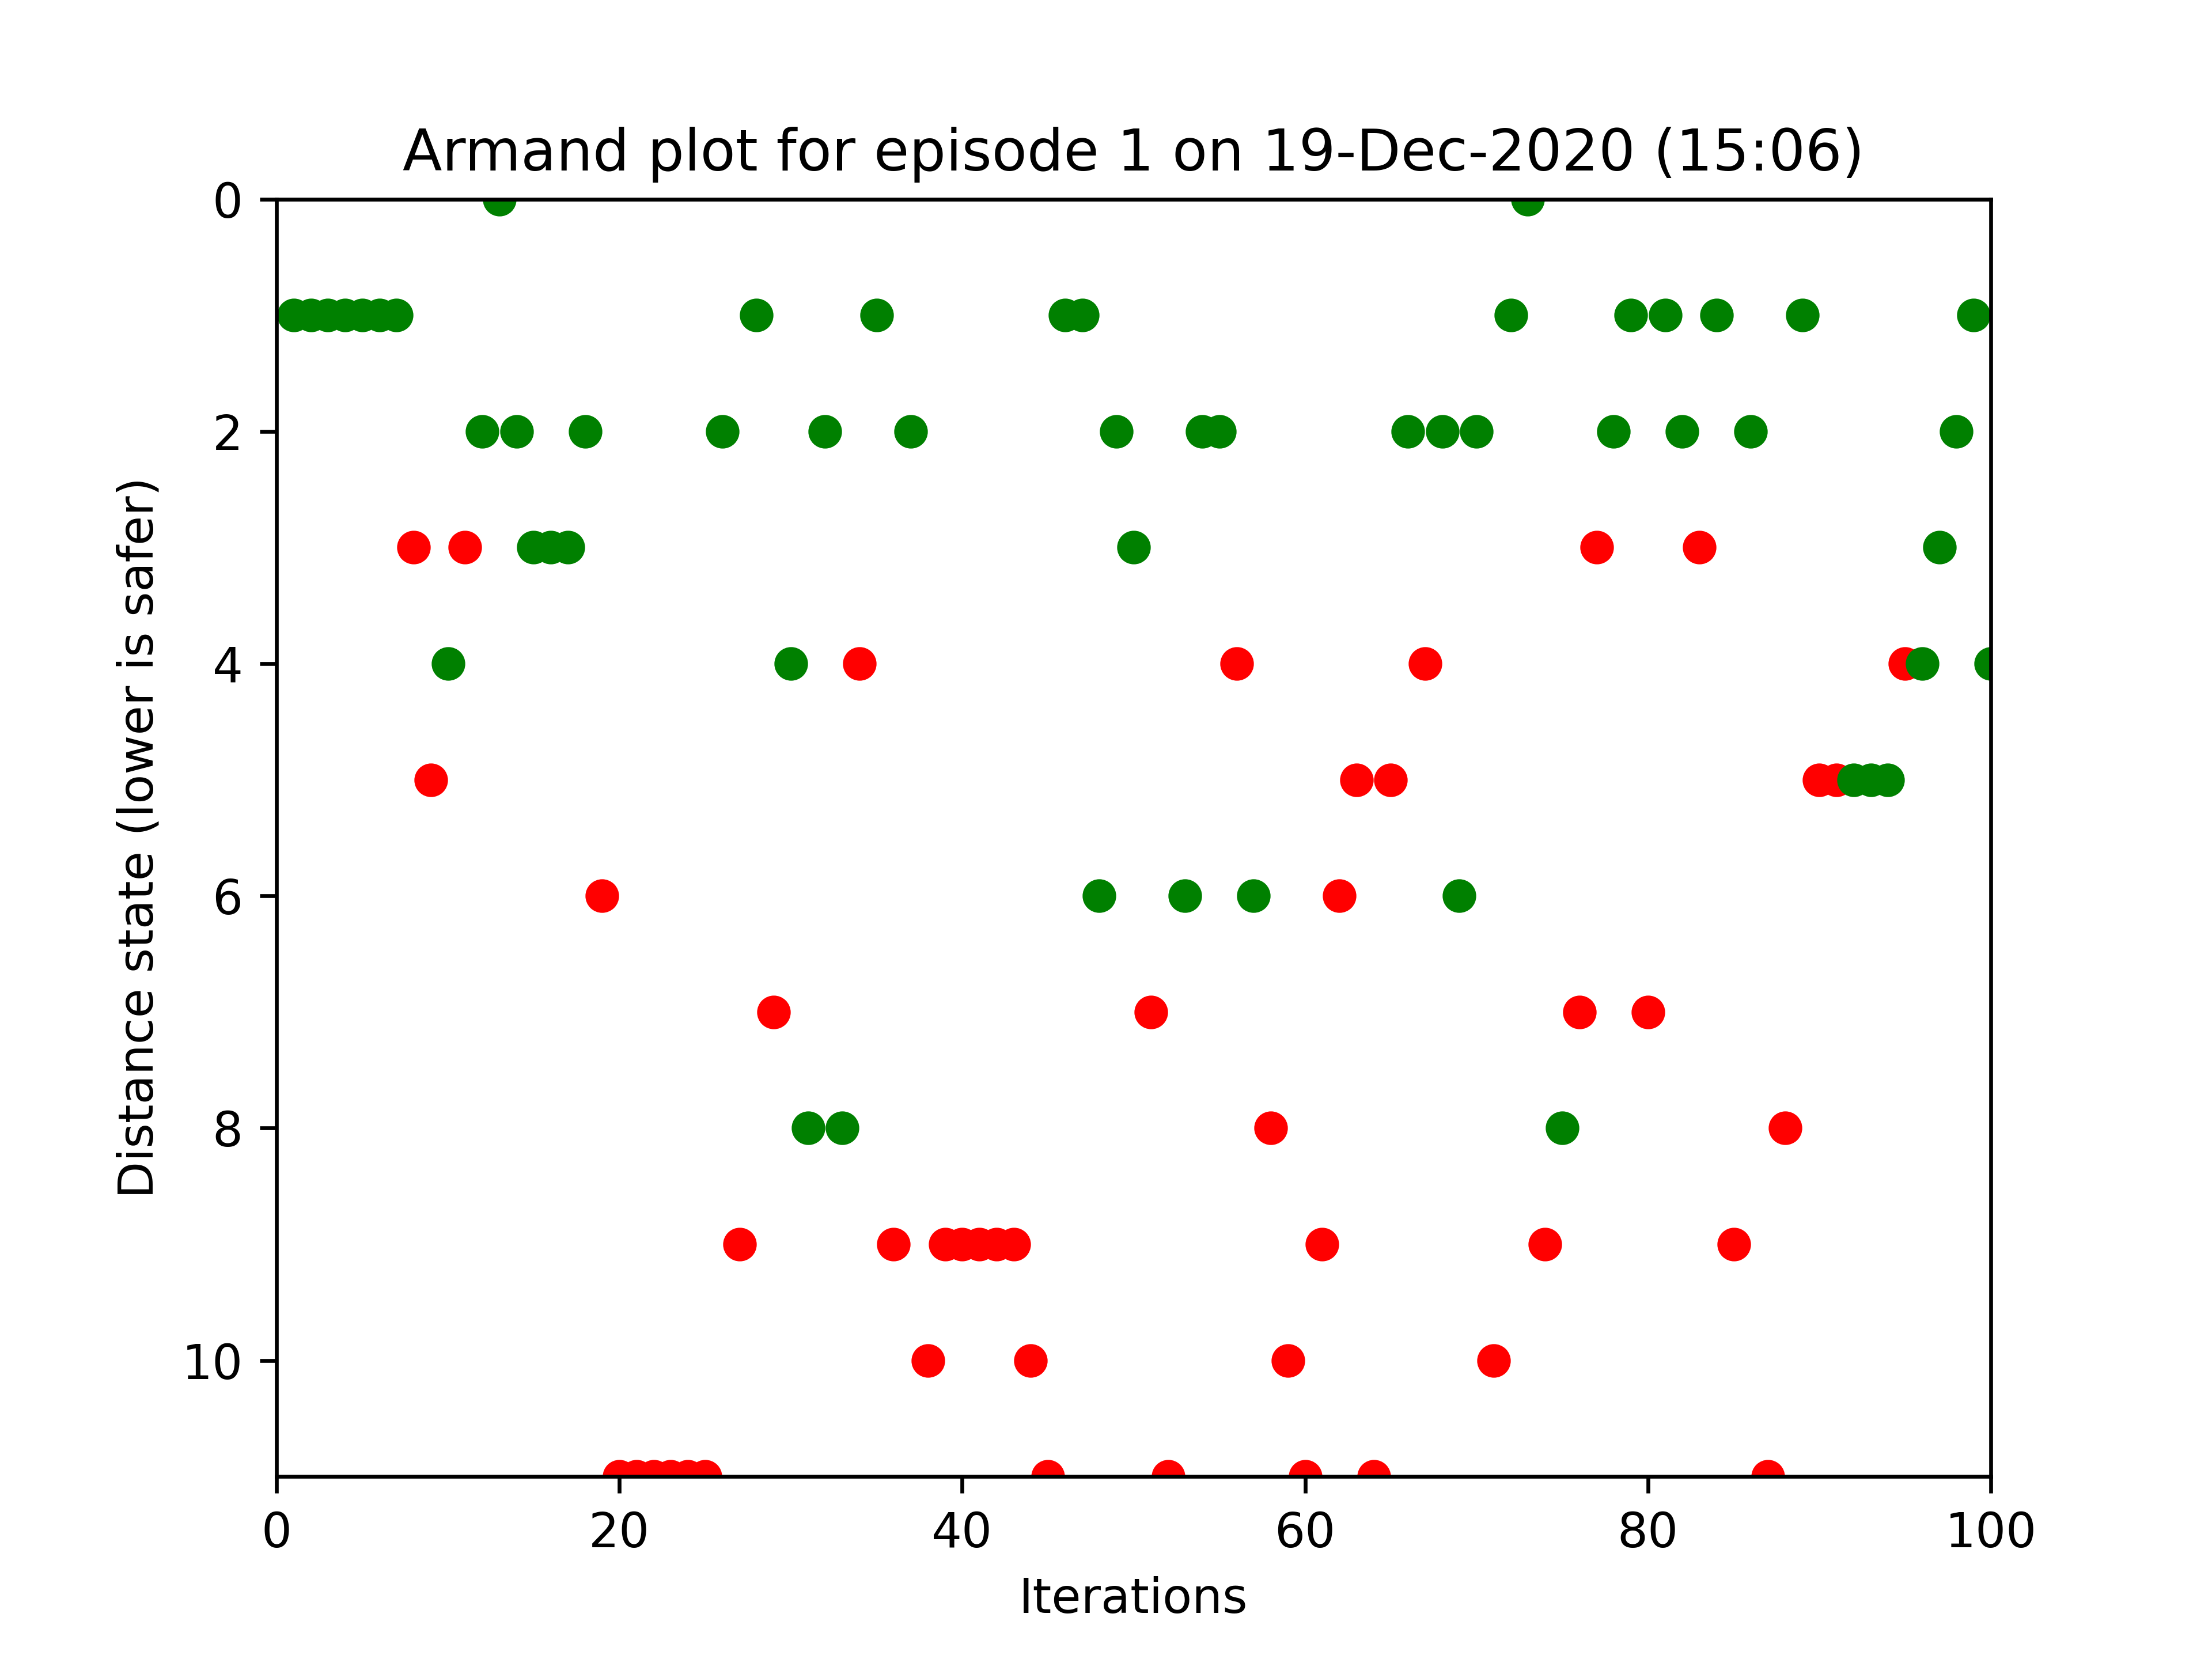 Armand plot for episode 1 on 19-Dec-2020 (15:06)
0
2
4
6
8
10
Distance state (lower is safer)
0 20 40 60 80 100
Iterations